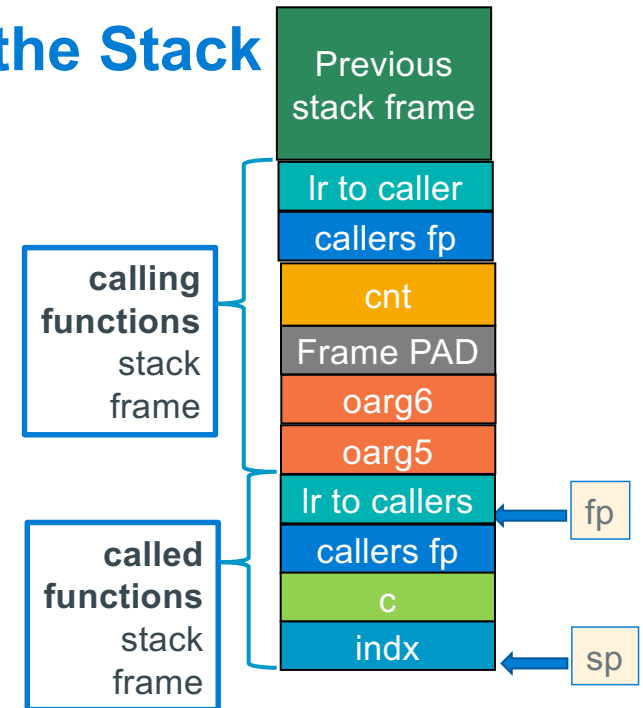 the Stack
Previous
stack frame
lr to caller
callers fp
calling
functions
stack
frame
cnt
Frame PAD
oarg6
oarg5
lr to callers
fp
called
functions
stack
frame
callers fp
c
indx
sp